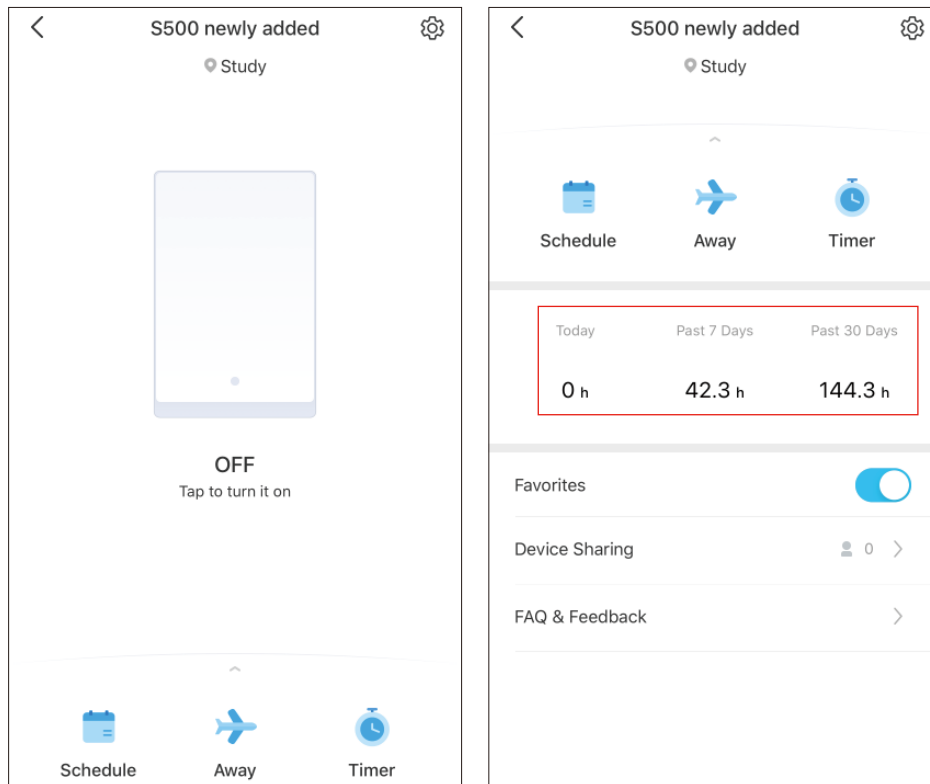 S500 newly added
Study
OFF
Tap to turn it on
Schedule Away Timer
S500 newly added
Study
Schedule Away Timer
Today Past 7 Days Past 30 Days
0 h 42.3 h 144.3 h
Favorites
Device Sharing 0
FAQ & Feedback